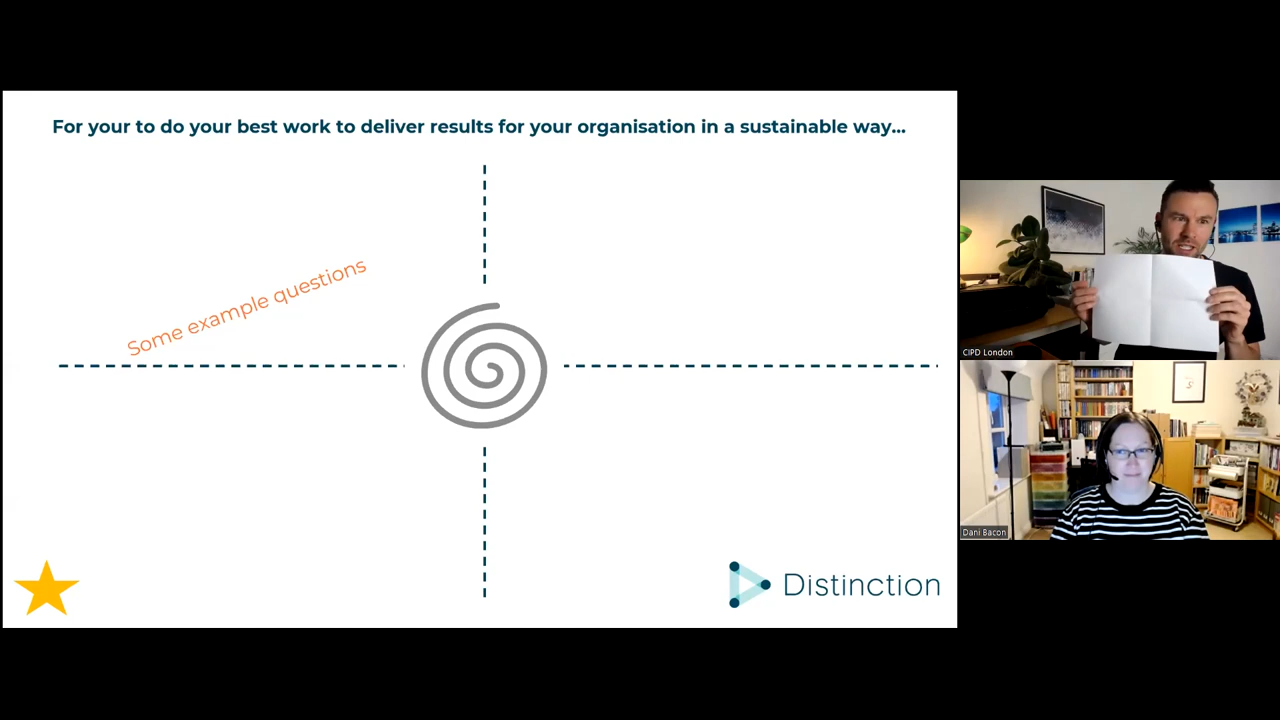 For your to do your best work to deliver results for your organisation in a sustainable way...
Some example questions
CIPD London
Dani Bacon
Distinction